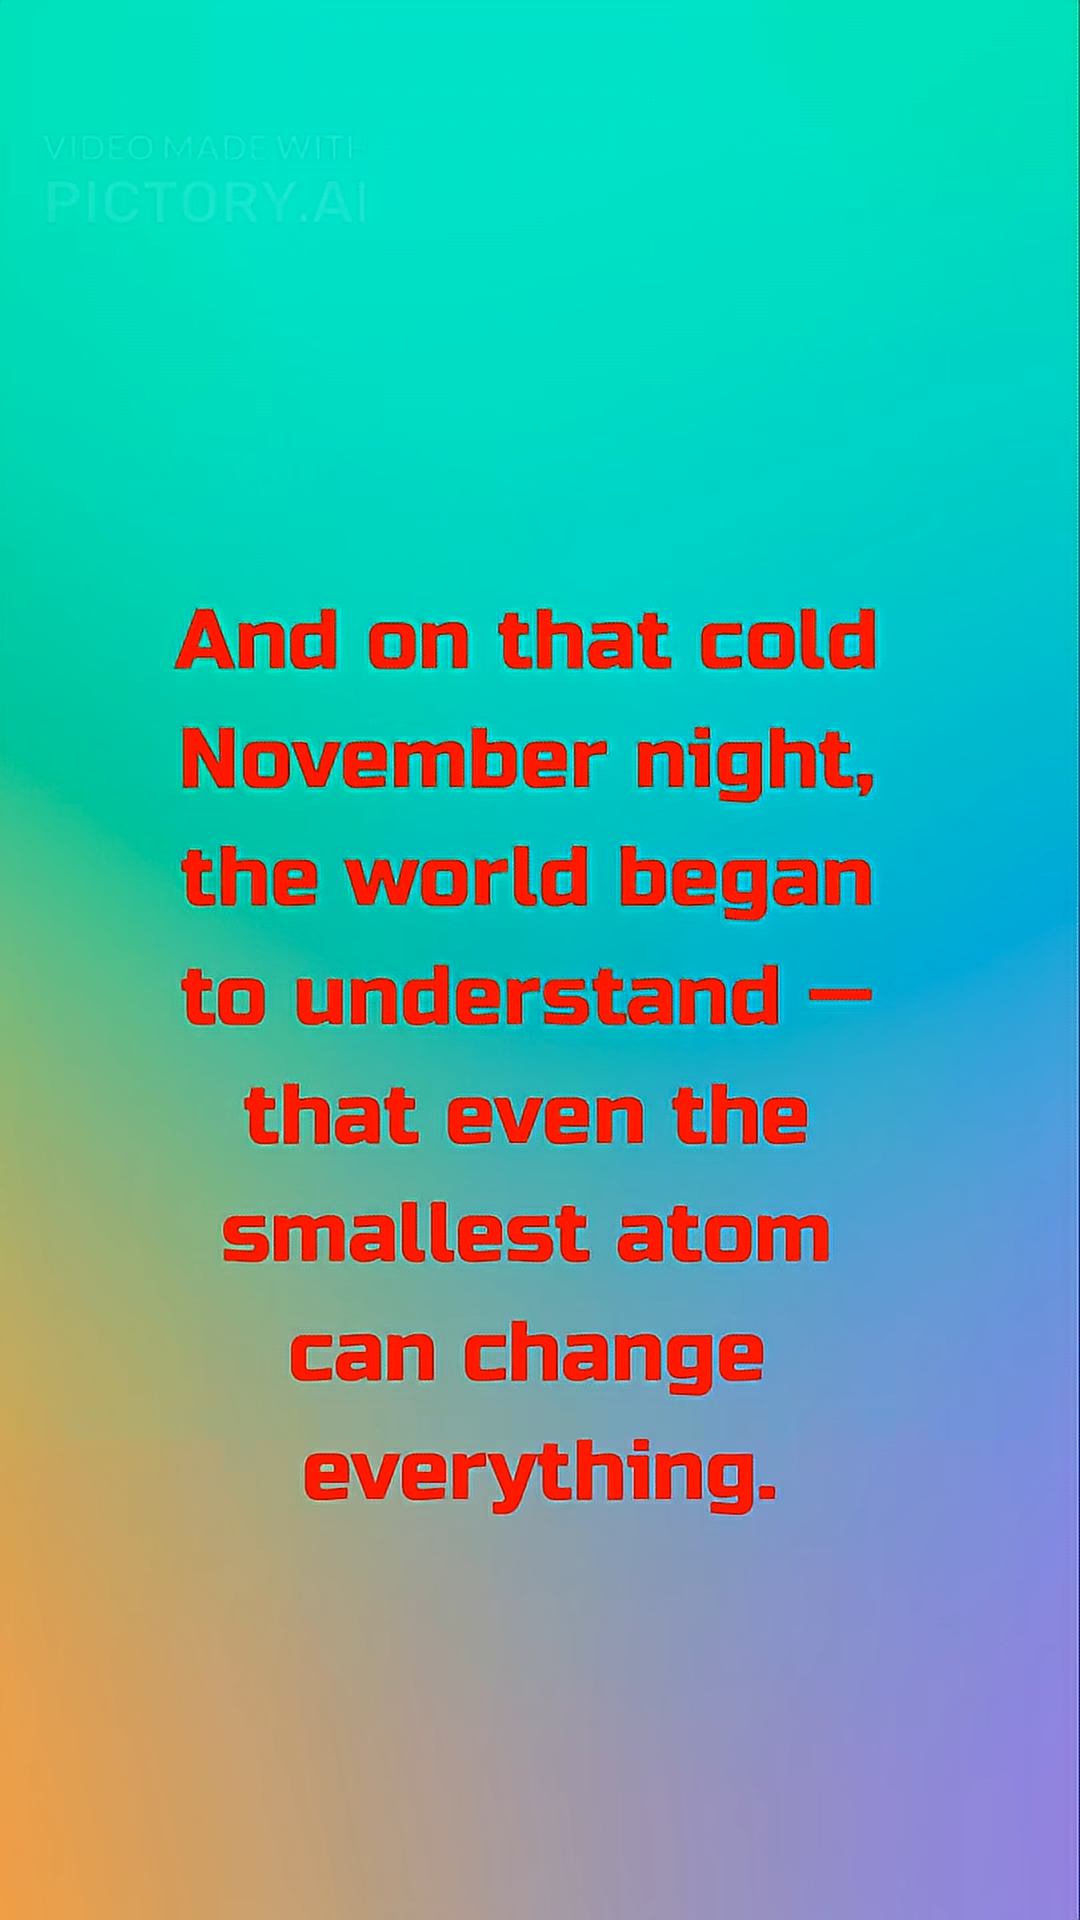 VIDEO MADE WITH
PICTORY.AI
And on that cold
November night,
the world began
to understand —
that even the
smallest atom
can change
everything.